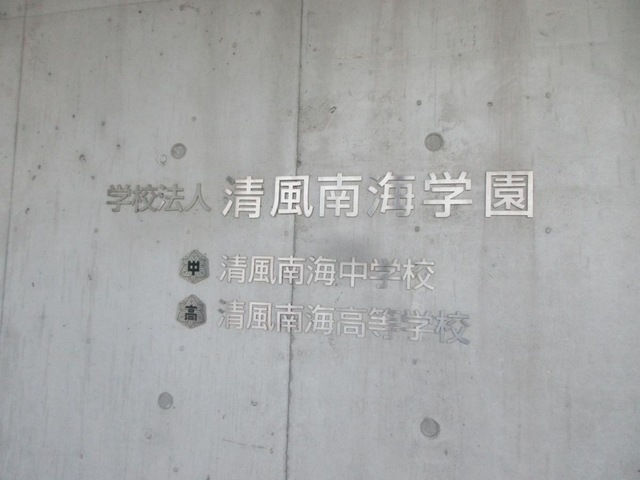 学校法人 清風南海学園
中 清風南海中学校
高 清風南海高等学校